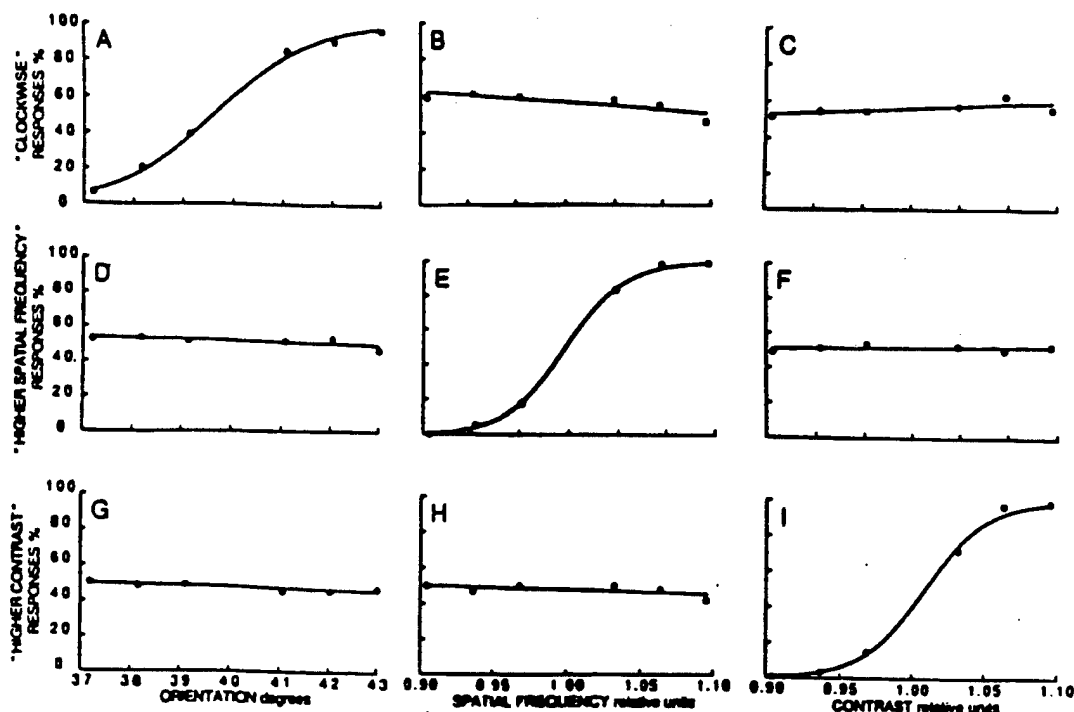 "CLOCKWISE"
RESPONSES %
100
80
60
40
20
0
A
B
C
"HIGHER SPATIAL FREQUENCY"
RESPONSES %
100
80
60
40
20
0
D
E
F
"HIGHER CONTRAST"
RESPONSES %
100
80
60
40
20
0
G
H
I
37 38 39 40 41 42 43
ORIENTATION degrees
0.90 0.95 1.00 1.05 1.10
SPATIAL FREQUENCY relative units
0.90 0.95 1.00 1.05 1.10
CONTRAST relative units